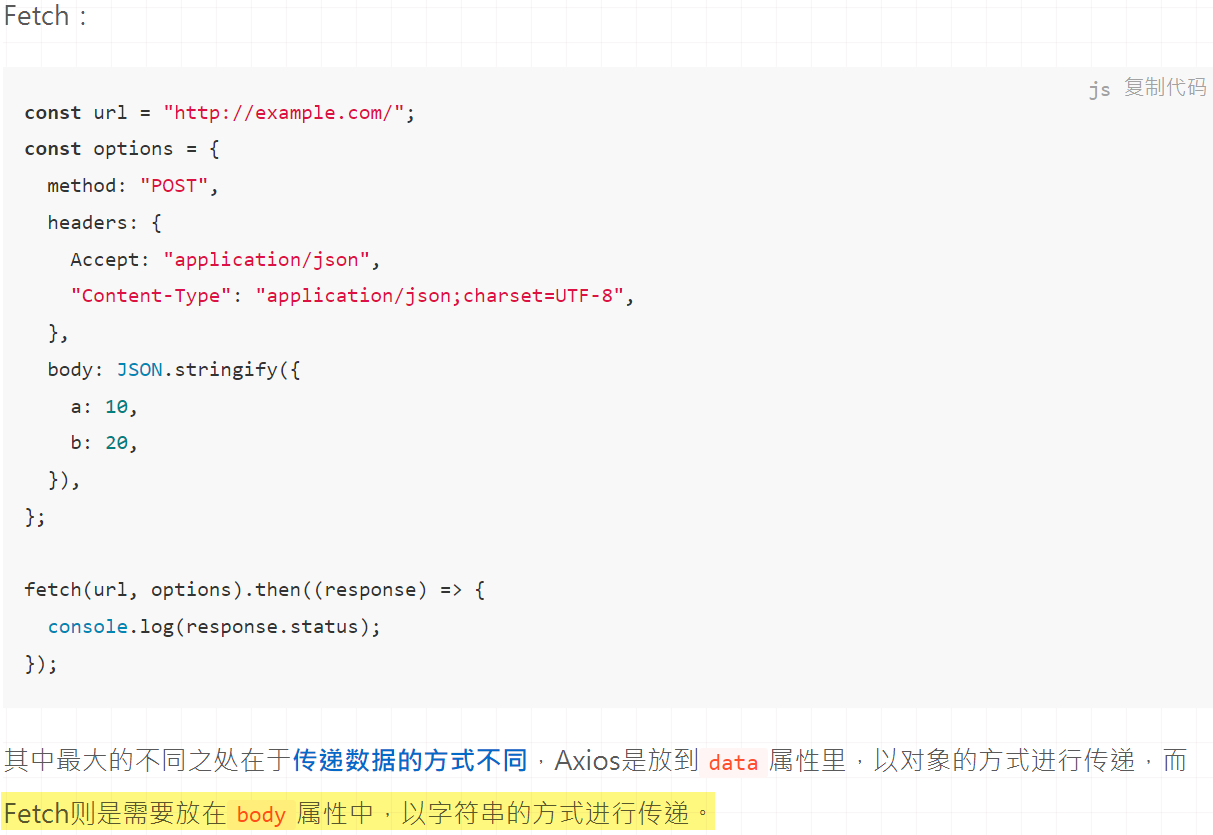 Fetch：
js 复制代码
const url = "http://example.com/";
const options = {
  method: "POST",
  headers: {
    Accept: "application/json",
    "Content-Type": "application/json;charset=UTF-8",
  },
  body: JSON.stringify({
    a: 10,
    b: 20,
  }),
};
fetch(url, options).then((response) => {
  console.log(response.status);
});
其中最大的不同之处在于传递数据的方式不同，Axios是放到 data 属性里，以对象的方式进行传递，而
Fetch则是需要放在 body 属性中，以字符串的方式进行传递。